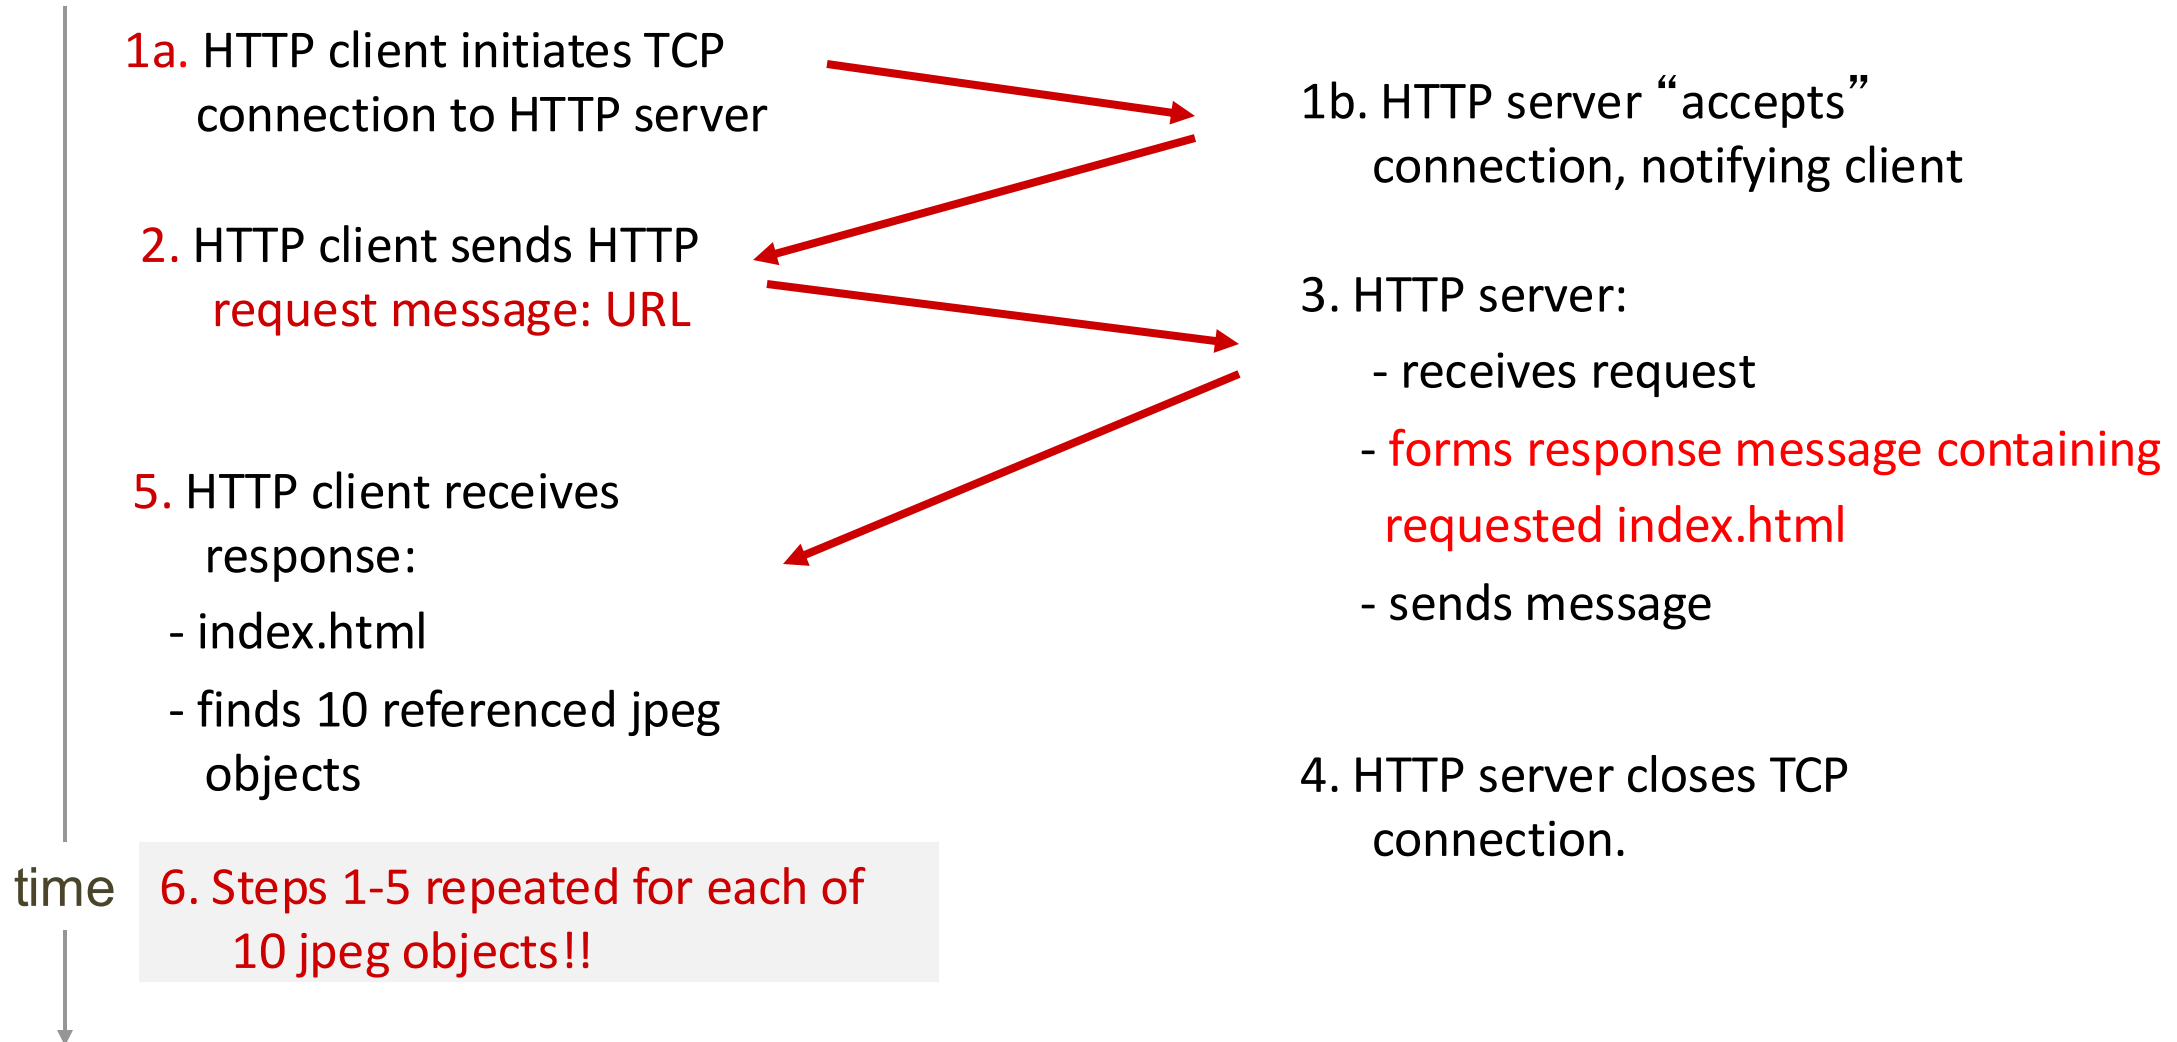 1a. HTTP client initiates TCP
connection to HTTP server
1b. HTTP server “accepts”
connection, notifying client
2. HTTP client sends HTTP
request message: URL
3. HTTP server:
- receives request
- forms response message containing
requested index.html
- sends message
5. HTTP client receives
response:
- index.html
- finds 10 referenced jpeg
objects
4. HTTP server closes TCP
connection.
time
6. Steps 1-5 repeated for each of
10 jpeg objects!!